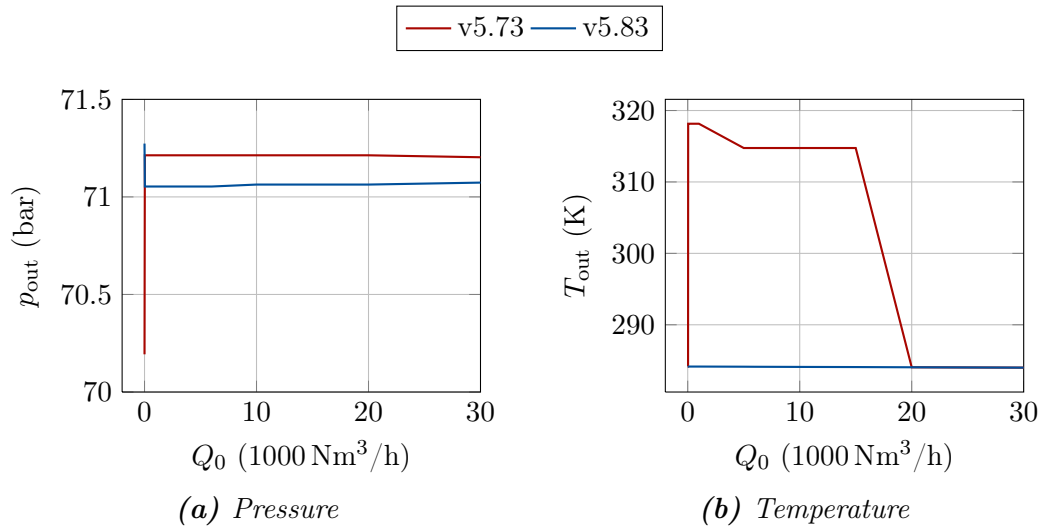 v5.73 v5.83
71.5
71
70.5
70
p_out (bar)
0 10 20 30
Q_0 (1000 Nm^3/h)
(a) Pressure
320
310
300
290
T_out (K)
0 10 20 30
Q_0 (1000 Nm^3/h)
(b) Temperature